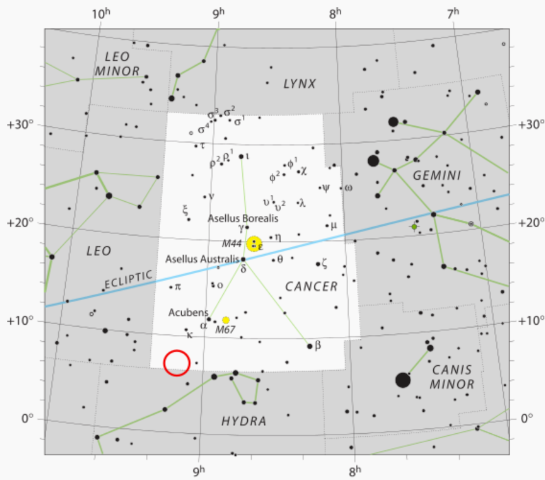 10h 9h 8h 7h
LEO
MINOR
LYNX
+30°
+30°
σ3 σ2
σ4 σ1
τ
ρ2 ρ1 ι
φ1
φ2 χ
GEMINI
ψ ω
ν
υ1 υ2 λ
ξ
Asellus Borealis
+20°
+20°
γ
μ
η
M44 ε
LEO
Asellus Australis
δ
θ ζ
ECLIPTIC
π
ο
CANCER
+10°
+10°
Acubens
α
M67
κ
β
CANIS
MINOR
HYDRA
0°
0°
9h 8h